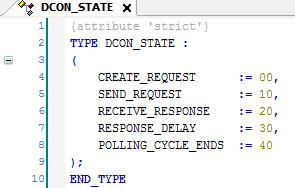 DCON_STATE
1 {attribute 'strict'}
2 TYPE DCON_STATE :
3 (
4 CREATE_REQUEST := 00,
5 SEND_REQUEST := 10,
6 RECEIVE_RESPONSE := 20,
7 RESPONSE_DELAY := 30,
8 POLLING_CYCLE_ENDS := 40
9 );
10 END_TYPE